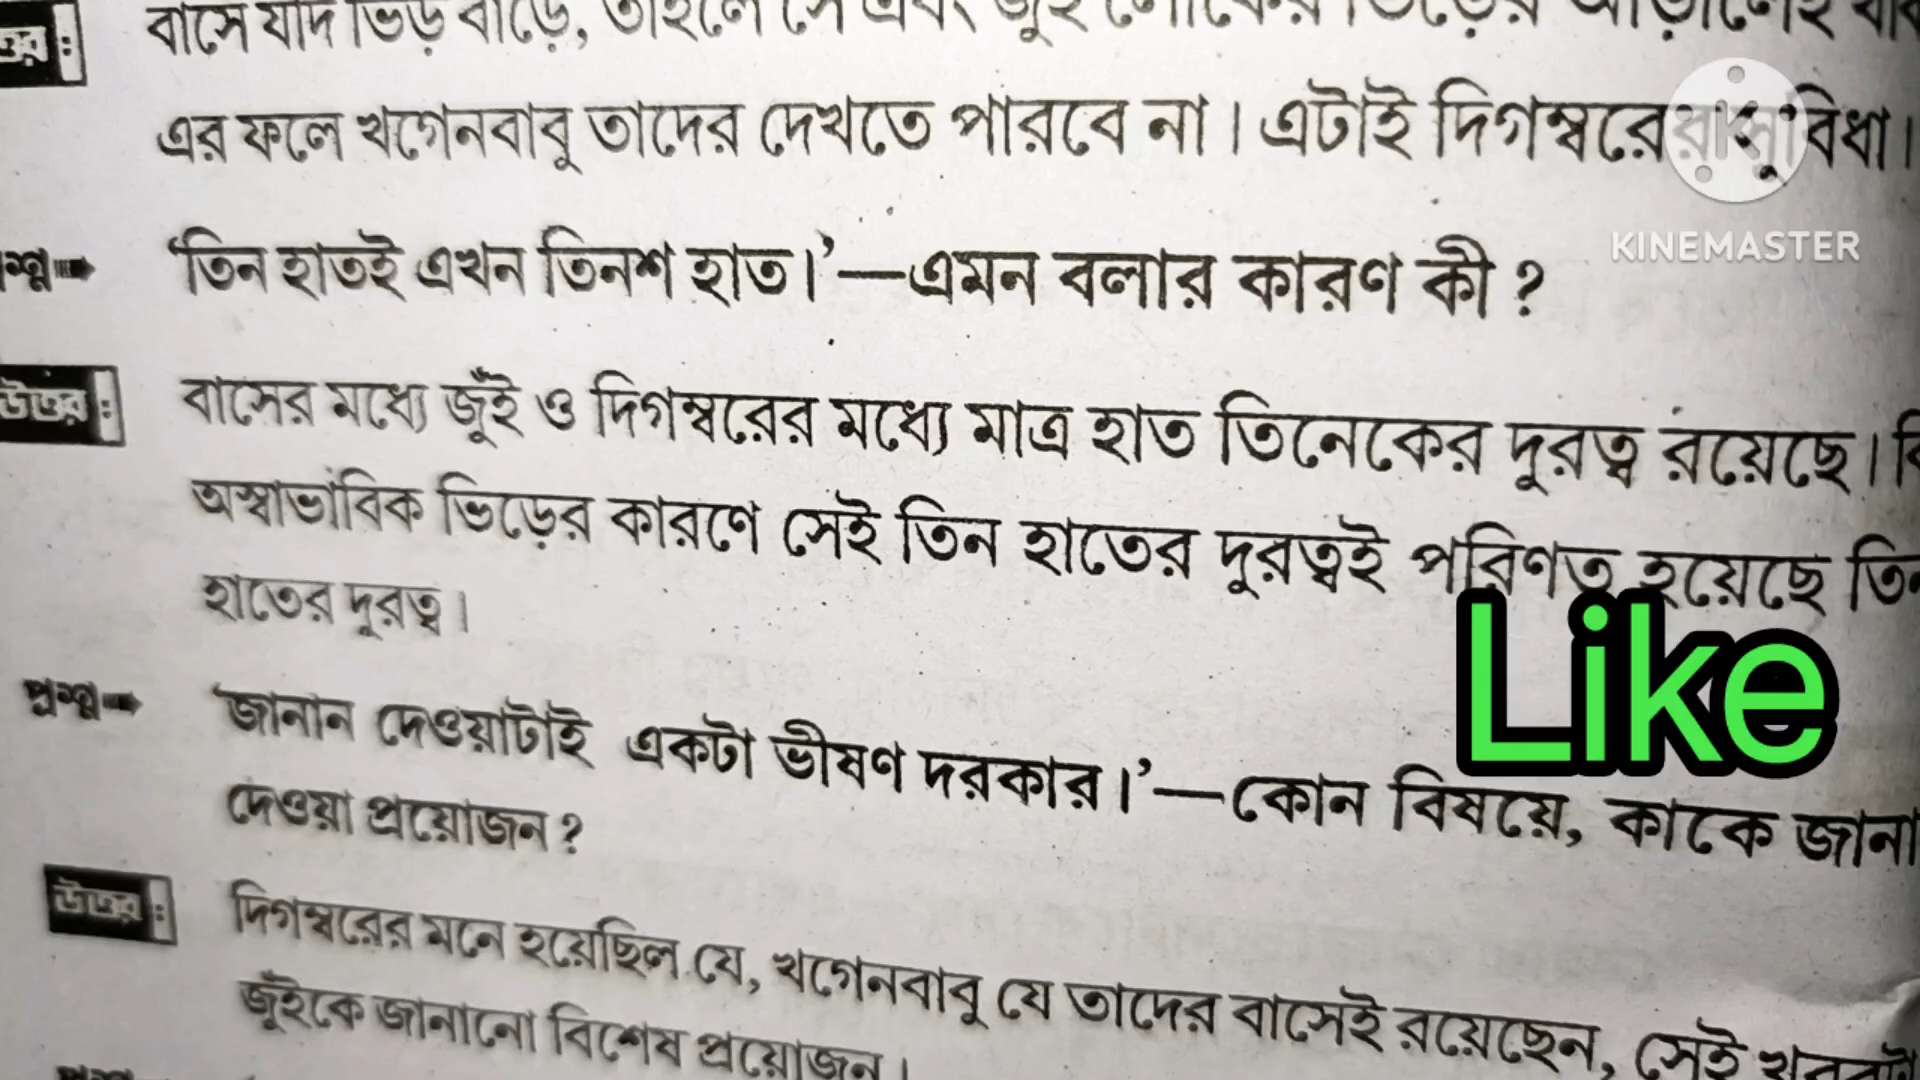 ত্তর :
বাসে যদি ভিড় বাড়ে, তাহলে সে এবং জুঁই লোকের ভিড়ের আড়ালেই
এর ফলে খগেনবাবু তাদের দেখতে পারবে না। এটাই দিগম্বরের সুবিধা।
KINEMASTER
'তিন হাতই এখন তিনশ হাত।'—এমন বলার কারণ কী ?
উত্তর :
বাসের মধ্যে জুঁই ও দিগম্বরের মধ্যে মাত্র হাত তিনেকের দূরত্ব রয়েছে।
অস্বাভাবিক ভিড়ের কারণে সেই তিন হাতের দূরত্বই পরিণত হয়েছে
হাতের দূরত্ব।
Like
প্রশ্ন
'জানান দেওয়াটাই একটা ভীষণ দরকার।'—কোন বিষয়ে, কাকে জানা
দেওয়া প্রয়োজন ?
উত্তর :
দিগম্বরের মনে হয়েছিল যে, খগেনবাবু যে তাদের বাসেই রয়েছেন, সেই খবরটা
জুঁইকে জানানো বিশেষ প্রয়োজন।